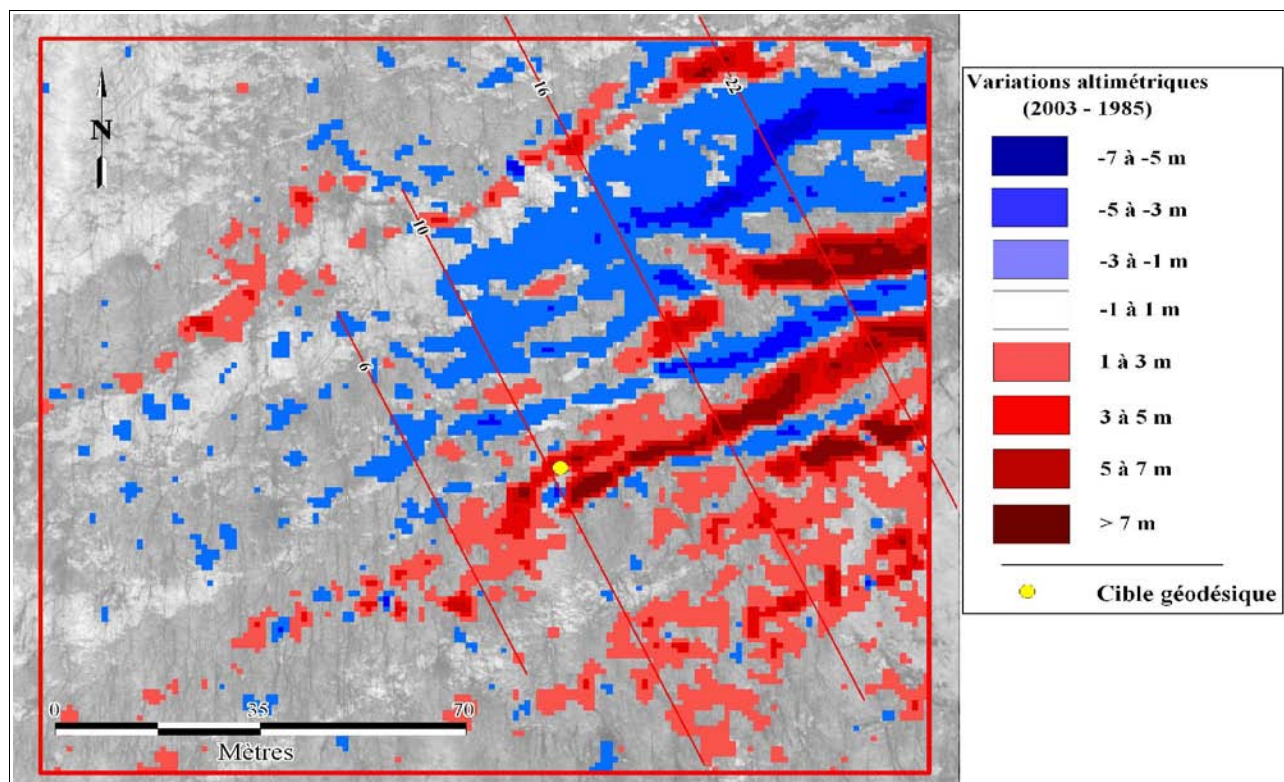 N
16
22
10
6
0 35 70
Mètres
Variations altimétriques
(2003 - 1985)
-7 à -5 m
-5 à -3 m
-3 à -1 m
-1 à 1 m
1 à 3 m
3 à 5 m
5 à 7 m
> 7 m
Cible géodésique